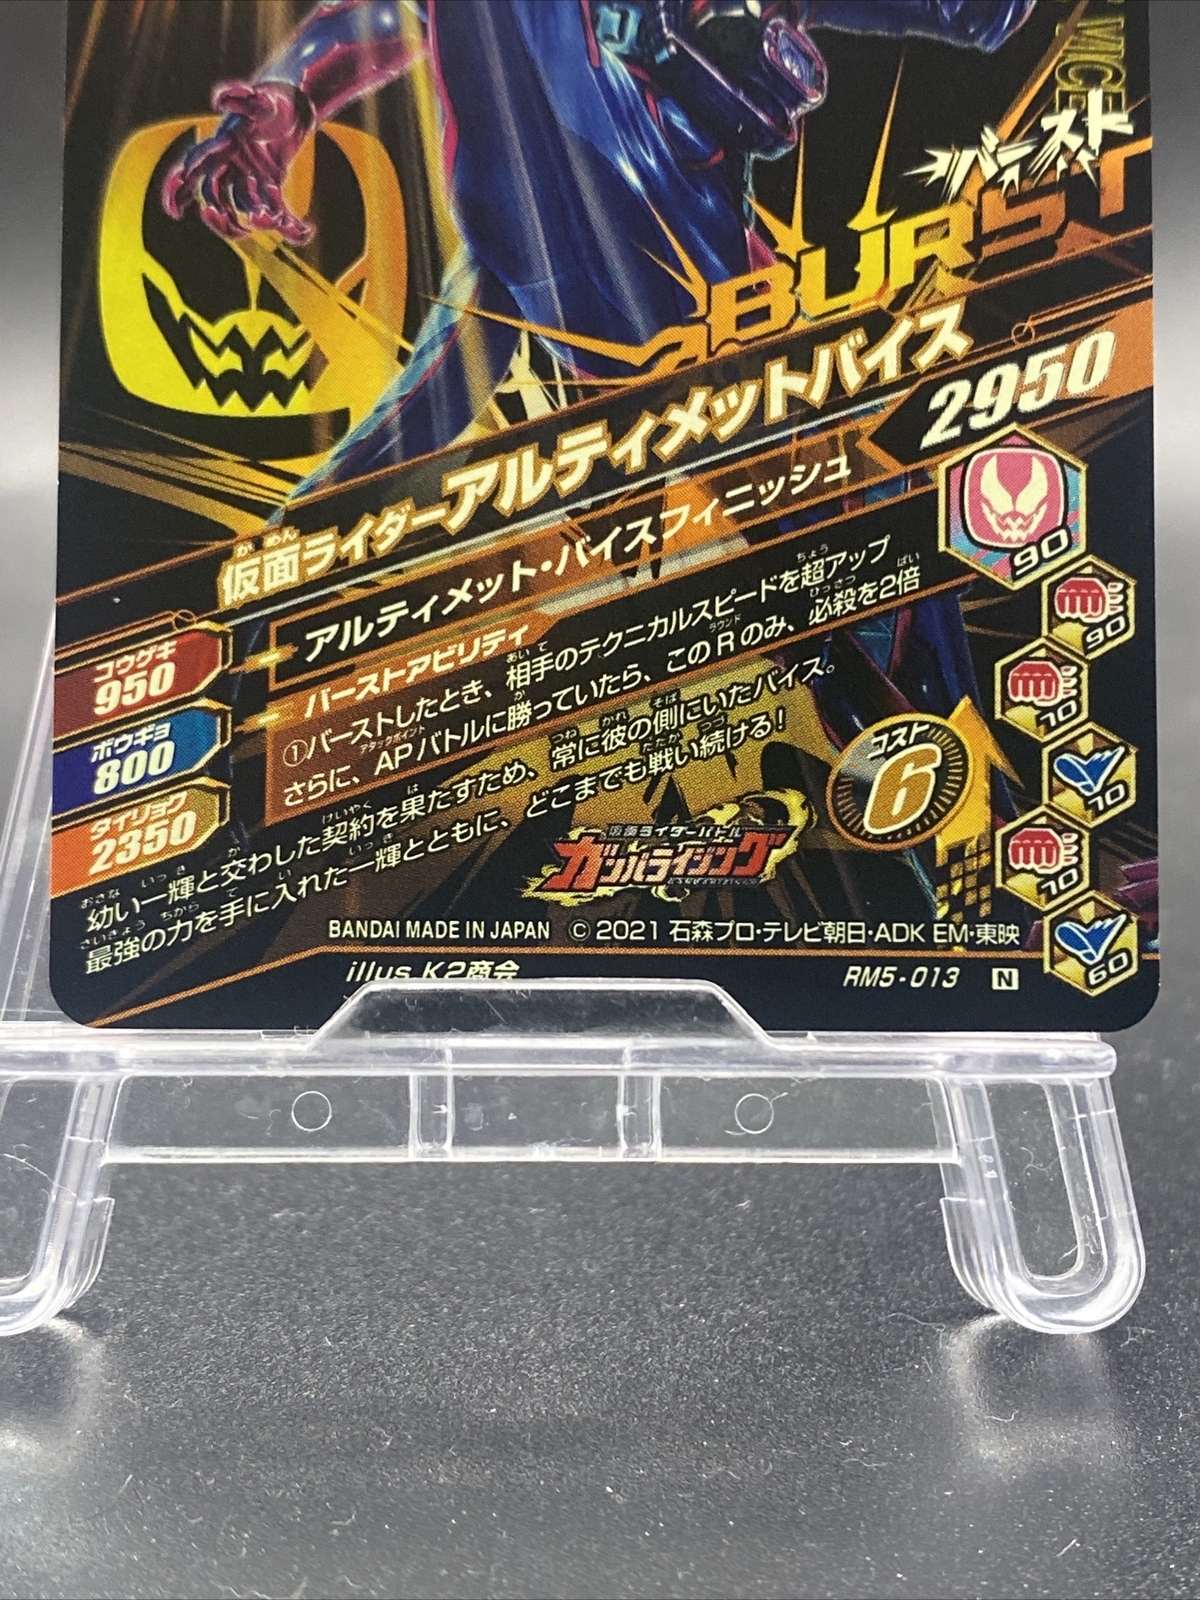 VICE
バースト
BURST
仮面ライダーアルティメットバイス
かめん
2950
アルティメット・バイスフィニッシュ
90
コウゲキ
950
ボウギョ
800
タイリョク
2350
バーストアビリティ
①バーストしたとき、相手のテクニカルスピードを超アップ
さらに、APバトルに勝っていたら、このRのみ、必殺を2倍
幼い一輝と交わした契約を果たすため、常に彼の側にいたバイス。
最強の力を手に入れた一輝とともに、どこまでも戦い続ける!
コスト
6
90
10
10
10
60
仮面ライダーバトル
ガンバライジング
BANDAI MADE IN JAPAN © 2021 石森プロ・テレビ朝日・ADK EM・東映
illus K2商会
RM5-013 N